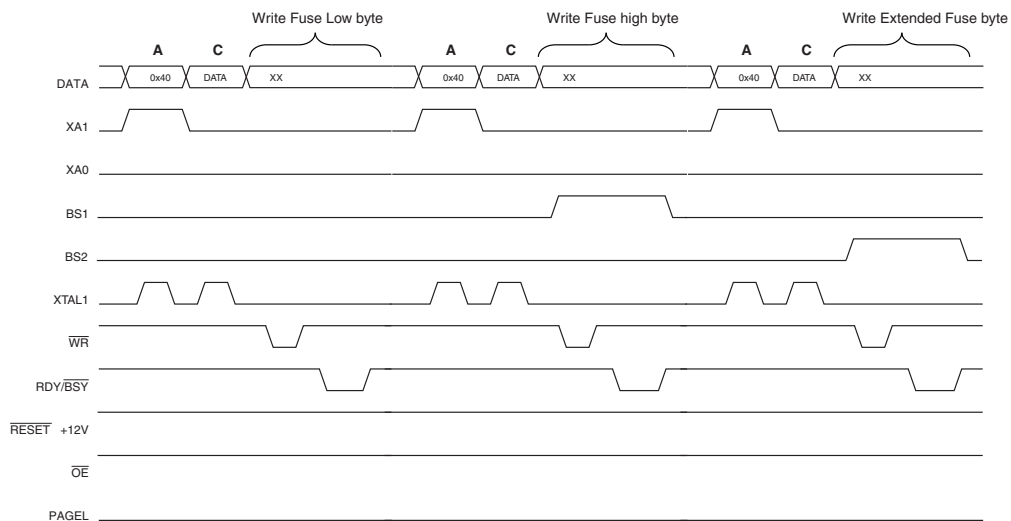 Write Fuse Low byte Write Fuse high byte Write Extended Fuse byte
A C A C A C
DATA 0x40 DATA XX 0x40 DATA XX 0x40 DATA XX
XA1
XA0
BS1
BS2
XTAL1
WR
RDY/BSY
RESET +12V
OE
PAGEL